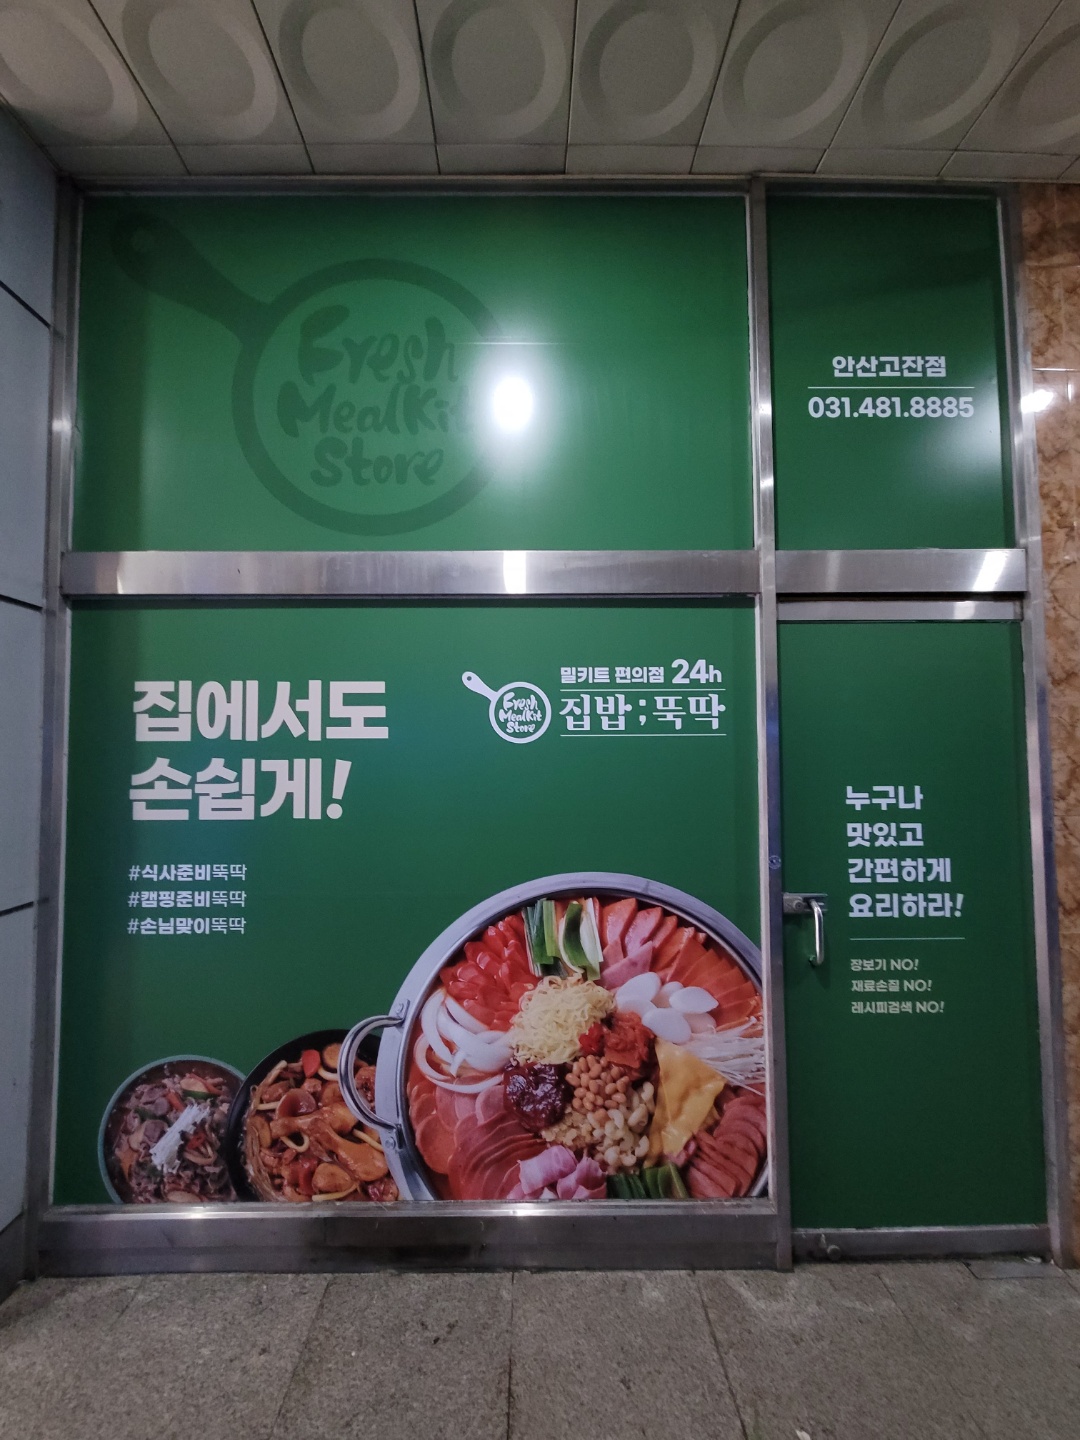 Fresh
MealKit
Store
안산고잔점
031.481.8885
집에서도
손쉽게!
#식사준비뚝딱
#캠핑준비뚝딱
#손님맞이뚝딱
Fresh
MealKit
Store
밀키트 편의점 24h
집밥;뚝딱
누구나
맛있고
간편하게
요리하라!
장보기 NO!
재료손질 NO!
레시피검색 NO!